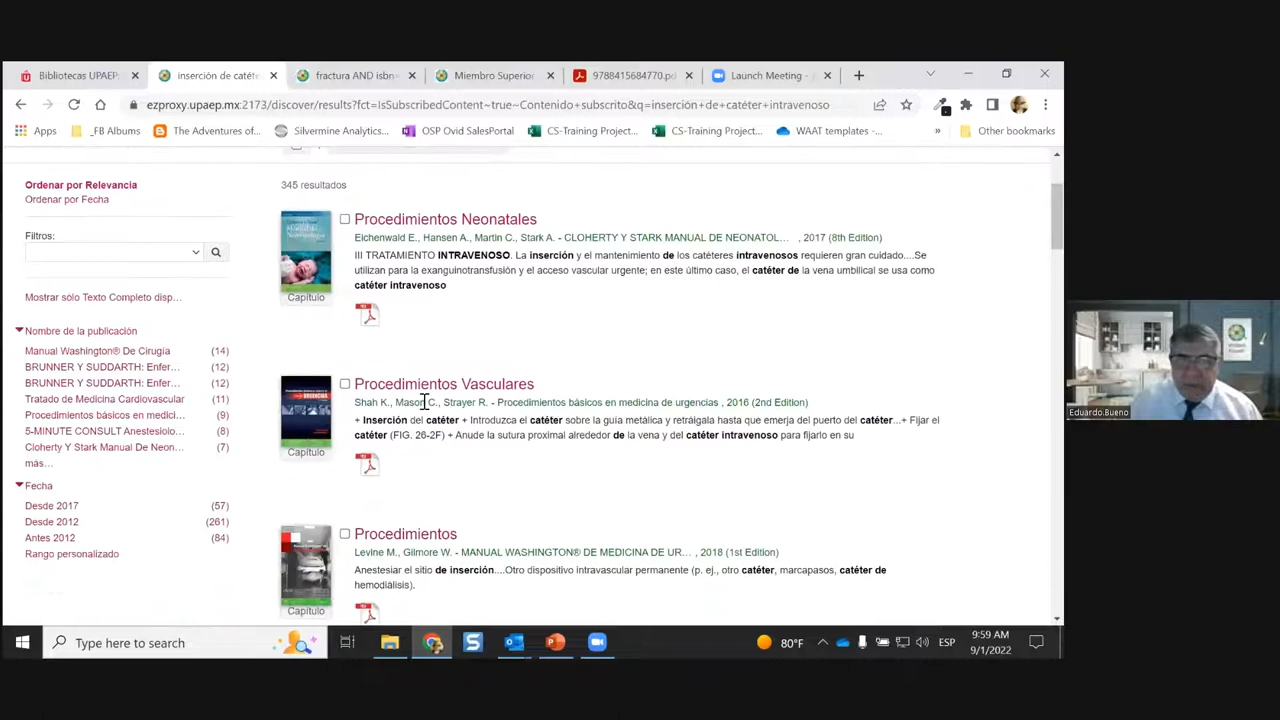 Bibliotecas UPAEP:
inserción de catéte
fractura AND isbn=
Miembro Superio
9788415684770.pd
Launch Meeting -
ezproxy.upaep.mx:2173/discover/results?fct=IsSubscribedContent~true~Contenido+subscrito&q=inserción+de+catéter+intravenoso
Apps
_FB Albums
The Adventures of...
Silvermine Analytics...
OSP Ovid SalesPortal
CS-Training Project...
CS-Training Project...
WAAT templates -...
»
Other bookmarks
Ordenar por Relevancia
Ordenar por Fecha
Filtros:
Mostrar sólo Texto Completo disp...
Nombre de la publicación
Manual Washington® De Cirugía (14)
BRUNNER Y SUDDARTH: Enfer... (12)
BRUNNER Y SUDDARTH: Enfer... (12)
Tratado de Medicina Cardiovascular (11)
Procedimientos básicos en medici... (9)
5-MINUTE CONSULT Anestesiolo... (8)
Cloherty Y Stark Manual De Neon... (7)
más...
Fecha
Desde 2017 (57)
Desde 2012 (261)
Antes 2012 (84)
Rango personalizado
345 resultados
Procedimientos Neonatales
Eichenwald E., Hansen A., Martin C., Stark A. - CLOHERTY Y STARK MANUAL DE NEONATOL... , 2017 (8th Edition)
III TRATAMIENTO INTRAVENOSO. La inserción y el mantenimiento de los catéteres intravenosos requieren gran cuidado....Se
utilizan para la exanguinotransfusión y el acceso vascular urgente; en este último caso, el catéter de la vena umbilical se usa como
catéter intravenoso
Capítulo
Procedimientos Vasculares
Shah K., Mason C., Strayer R. - Procedimientos básicos en medicina de urgencias , 2016 (2nd Edition)
+ Inserción del catéter + Introduzca el catéter sobre la guía metálica y retráigala hasta que emerja del puerto del catéter...+ Fijar el
catéter (FIG. 26-2F) + Anude la sutura proximal alrededor de la vena y del catéter intravenoso para fijarlo en su
Capítulo
Procedimientos
Levine M., Gilmore W. - MANUAL WASHINGTON® DE MEDICINA DE UR... , 2018 (1st Edition)
Anestesiar el sitio de inserción....Otro dispositivo intravascular permanente (p. ej., otro catéter, marcapasos, catéter de
hemodiálisis).
Capítulo
Eduardo.Bueno
Type here to search
80°F
ESP
9:59 AM
9/1/2022